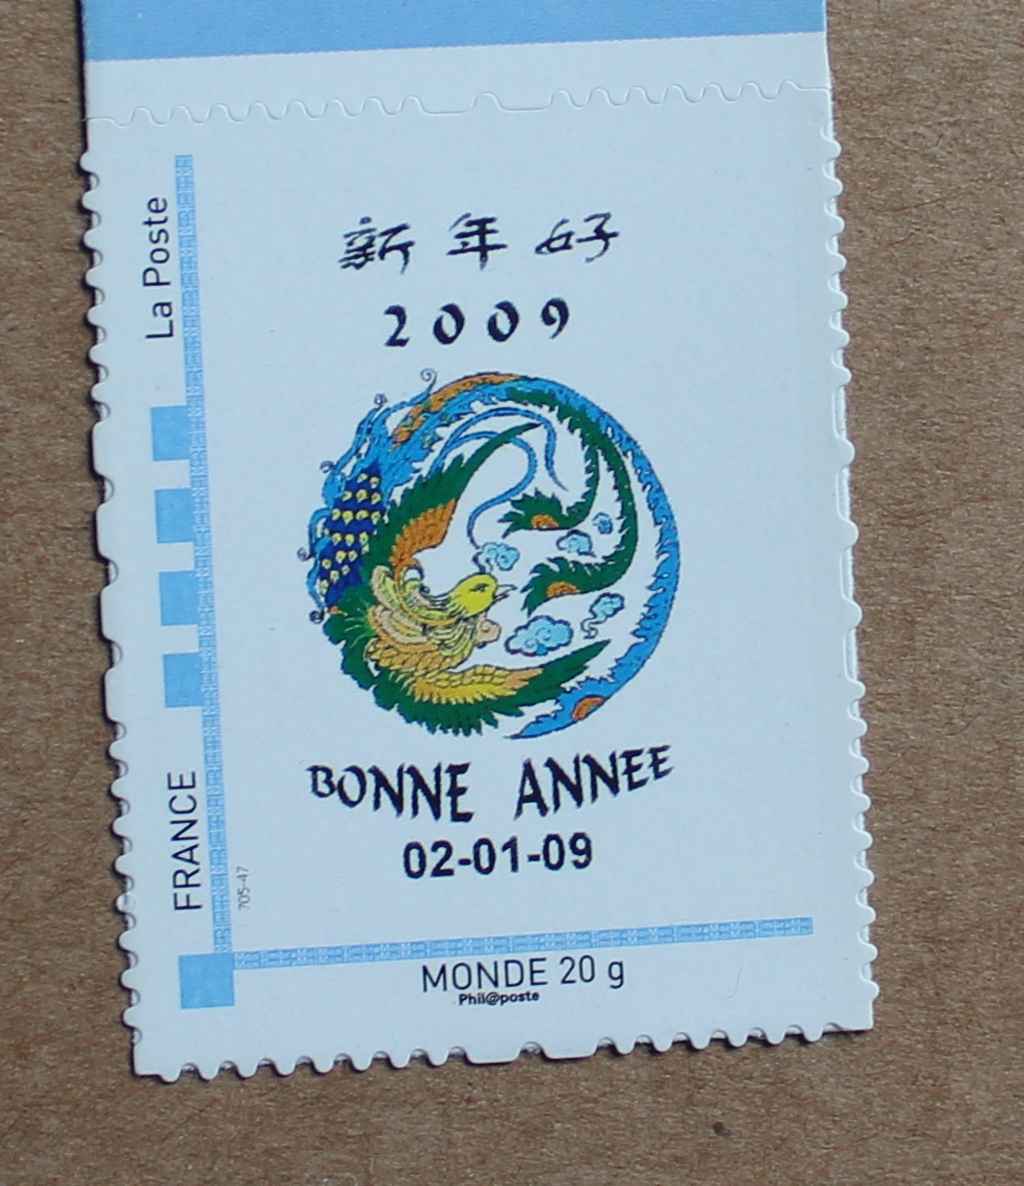 新年好
2009
BONNE ANNEE
02-01-09
La Poste
FRANCE
705-47
MONDE 20 g
Phil@poste